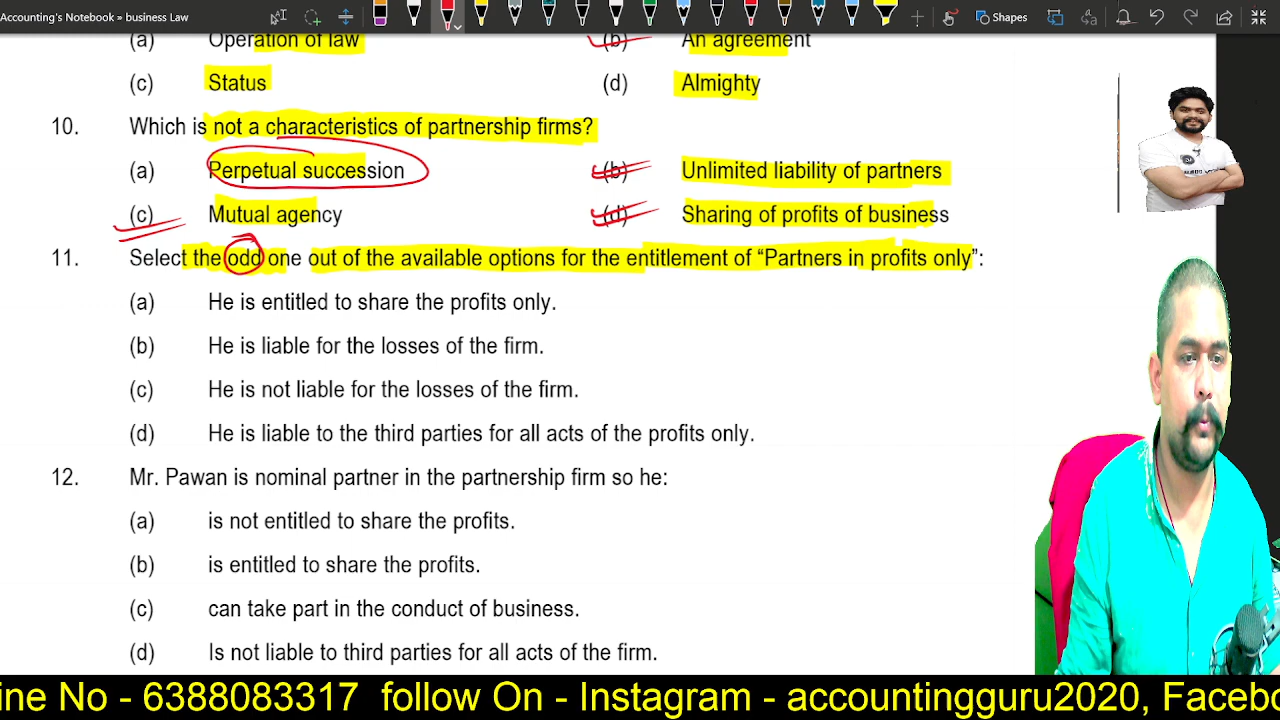 Accounting's Notebook » business Law
Shapes
(a) Operation of law (b) An agreement
(c) Status (d) Almighty
10. Which is not a characteristics of partnership firms?
(a) Perpetual succession (b) Unlimited liability of partners
(c) Mutual agency (d) Sharing of profits of business
11. Select the odd one out of the available options for the entitlement of “Partners in profits only”:
(a) He is entitled to share the profits only.
(b) He is liable for the losses of the firm.
(c) He is not liable for the losses of the firm.
(d) He is liable to the third parties for all acts of the profits only.
12. Mr. Pawan is nominal partner in the partnership firm so he:
(a) is not entitled to share the profits.
(b) is entitled to share the profits.
(c) can take part in the conduct of business.
(d) Is not liable to third parties for all acts of the firm.
ine No - 6388083317 follow On - Instagram - accountingguru2020, Facebo